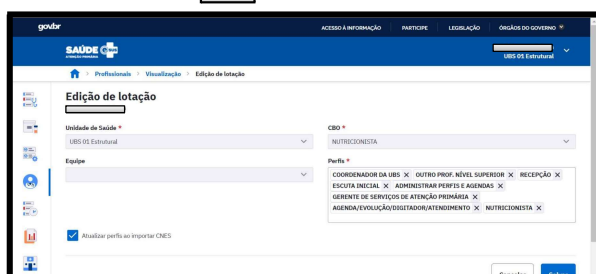 gov.br
ACESSO À INFORMAÇÃO PARTICIPE LEGISLAÇÃO ÓRGÃOS DO GOVERNO
SAÚDE
ATENÇÃO PRIMÁRIA
UBS 01 Estrutural
Profissionais Visualização Edição de lotação
Edição de lotação
Unidade de Saúde * CBO *
UBS 01 Estrutural NUTRICIONISTA
Equipe Perfis *
COORDENADOR DA UBS X OUTRO PROF. NÍVEL SUPERIOR X RECEPÇÃO X
ESCUTA INICIAL X ADMINISTRAR PERFIS E AGENDAS X
GERENTE DE SERVIÇOS DE ATENÇÃO PRIMÁRIA X
AGENDA/EVOLUÇÃO/DIGITADOR/ATENDIMENTO X NUTRICIONISTA X
Atualizar perfis ao importar CNES
Cancelar Salvar